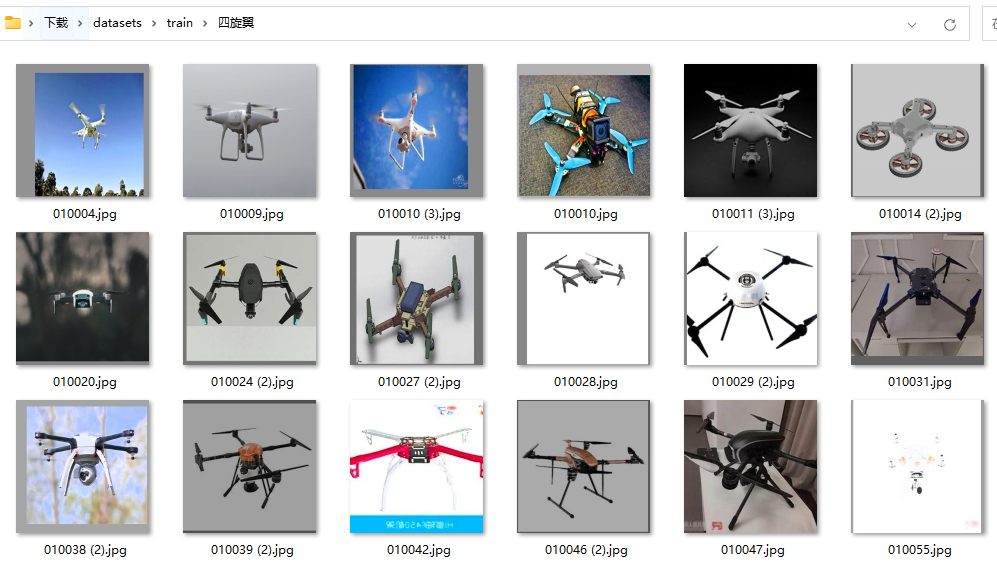 下载 datasets train 四旋翼
010004.jpg 010009.jpg 010010 (3).jpg 010010.jpg 010011 (3).jpg 010014 (2).jpg
010020.jpg 010024 (2).jpg 010027 (2).jpg 010028.jpg 010029 (2).jpg 010031.jpg
010038 (2).jpg 010039 (2).jpg 010042.jpg 010046 (2).jpg 010047.jpg 010055.jpg